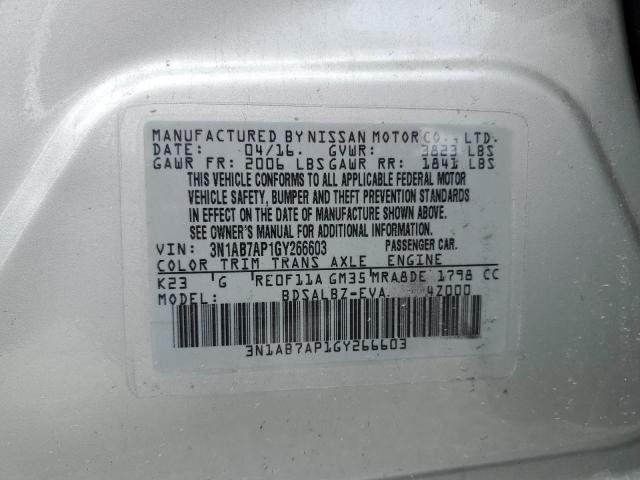 MANUFACTURED BY NISSAN MOTOR CO., LTD.
DATE: 04/16. GVWR: 3823 LBS
GAWR FR: 2006 LBS GAWR RR: 1841 LBS
THIS VEHICLE CONFORMS TO ALL APPLICABLE FEDERAL MOTOR
VEHICLE SAFETY, BUMPER AND THEFT PREVENTION STANDARDS
IN EFFECT ON THE DATE OF MANUFACTURE SHOWN ABOVE.
SEE OWNER'S MANUAL FOR ADDITIONAL INFORMATION.
VIN: 3N1AB7AP1GY266603 PASSENGER CAR.
COLOR TRIM TRANS AXLE ENGINE
K23 G RE0F11A GM35 MRA8DE 1798 CC
MODEL: BDSALBZ-EVA 4Z000
3N1AB7AP1GY266603